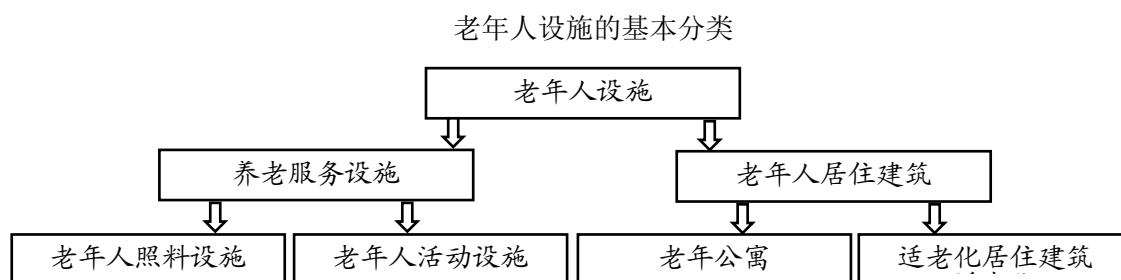 老年人设施的基本分类
老年人设施
养老服务设施
老年人居住建筑
老年人照料设施
老年人活动设施
老年公寓
适老化居住建筑